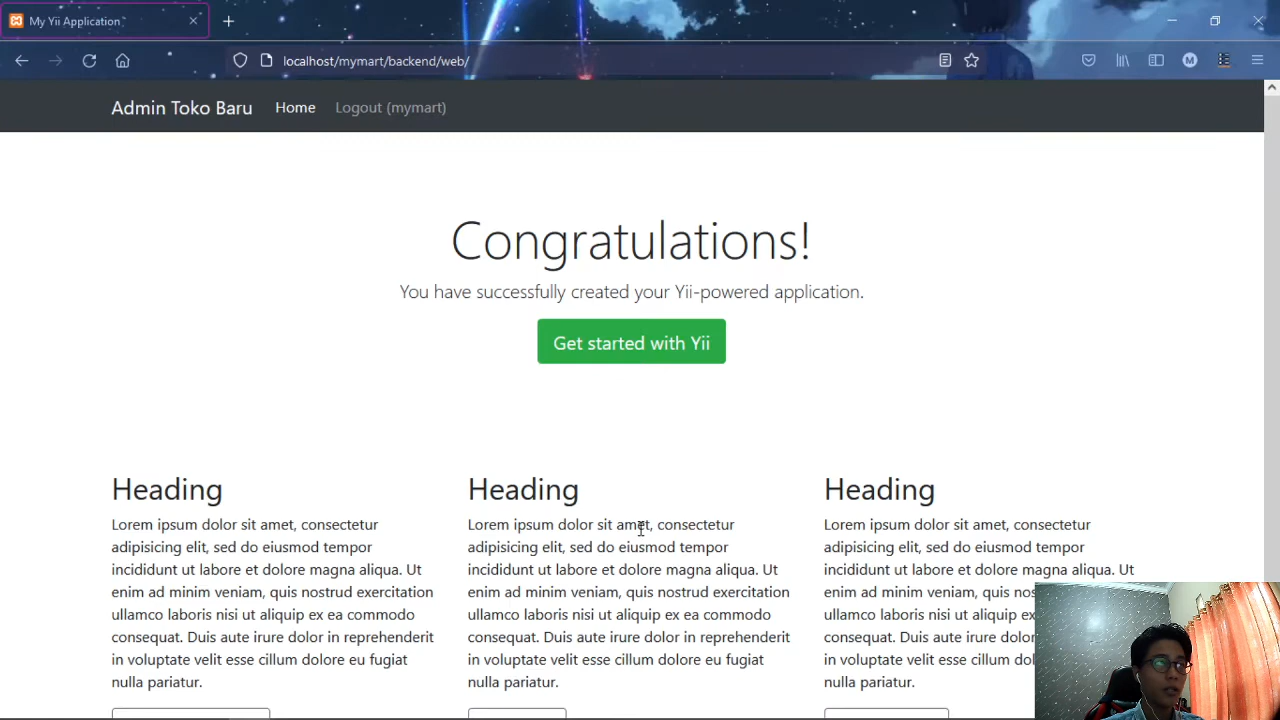 My Yii Application
localhost/mymart/backend/web/
M
Admin Toko Baru Home Logout (mymart)
Congratulations!
You have successfully created your Yii-powered application.
Get started with Yii
Heading
Lorem ipsum dolor sit amet, consectetur
adipisicing elit, sed do eiusmod tempor
incididunt ut labore et dolore magna aliqua. Ut
enim ad minim veniam, quis nostrud exercitation
ullamco laboris nisi ut aliquip ex ea commodo
consequat. Duis aute irure dolor in reprehenderit
in voluptate velit esse cillum dolore eu fugiat
nulla pariatur.
Heading
Lorem ipsum dolor sit amet, consectetur
adipisicing elit, sed do eiusmod tempor
incididunt ut labore et dolore magna aliqua. Ut
enim ad minim veniam, quis nostrud exercitation
ullamco laboris nisi ut aliquip ex ea commodo
consequat. Duis aute irure dolor in reprehenderit
in voluptate velit esse cillum dolore eu fugiat
nulla pariatur.
Heading
Lorem ipsum dolor sit amet, consectetur
adipisicing elit, sed do eiusmod tempor
incididunt ut labore et dolore magna aliqua. Ut
enim ad minim veniam, quis
ullamco laboris nisi ut aliquip ex
consequat. Duis aute irure dolor
in voluptate velit esse cillum
nulla pariatur.